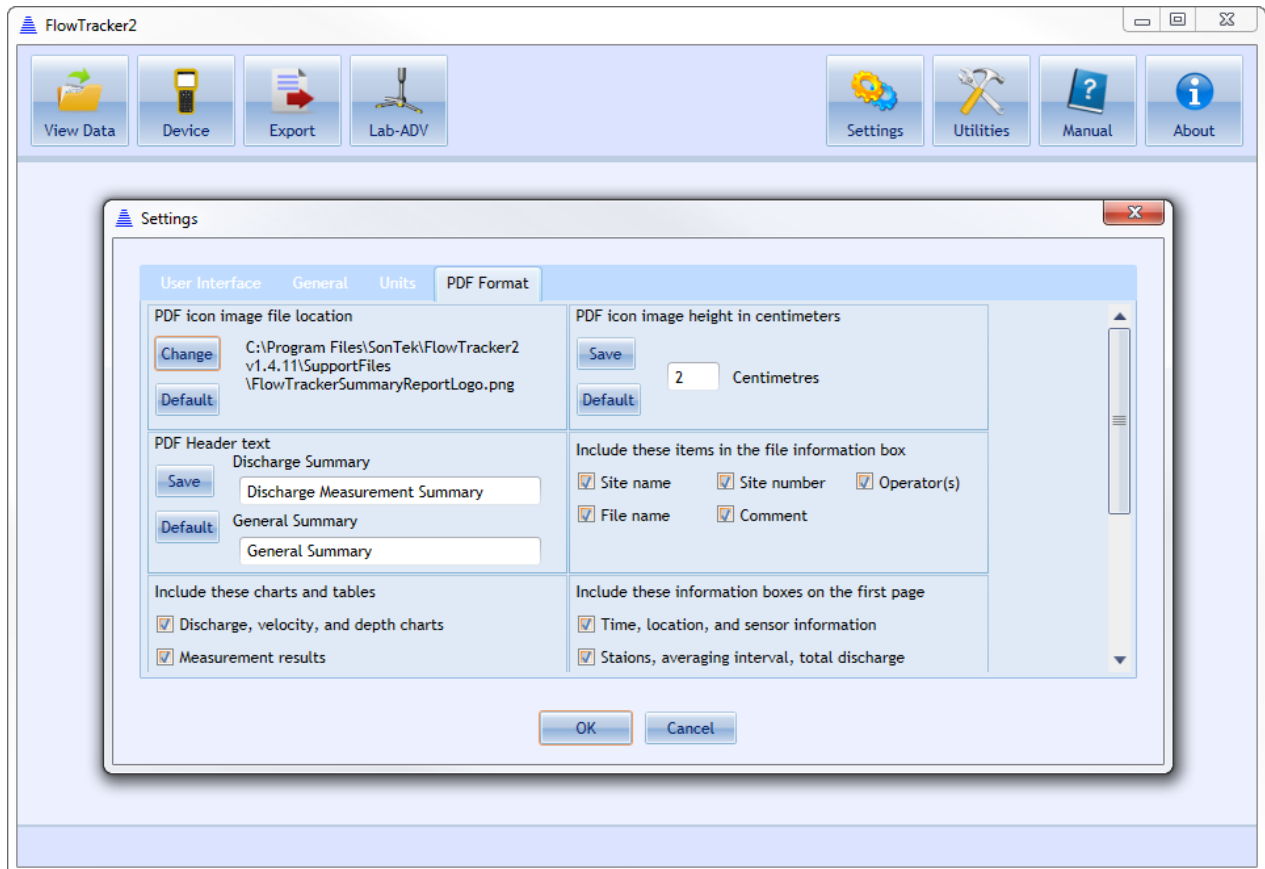 FlowTracker2
View Data
Device
Export
Lab-ADV
Settings
Utilities
Manual
About
Settings
User Interface
General
Units
PDF Format
PDF icon image file location
Change
C:\Program Files\SonTek\FlowTracker2
v1.4.11\SupportFiles
\FlowTrackerSummaryReportLogo.png
Default
PDF icon image height in centimeters
Save
2 Centimetres
Default
PDF Header text
Discharge Summary
Save
Discharge Measurement Summary
Default
General Summary
General Summary
Include these items in the file information box
Site name
Site number
Operator(s)
File name
Comment
Include these charts and tables
Discharge, velocity, and depth charts
Measurement results
Include these information boxes on the first page
Time, location, and sensor information
Staions, averaging interval, total discharge
OK
Cancel